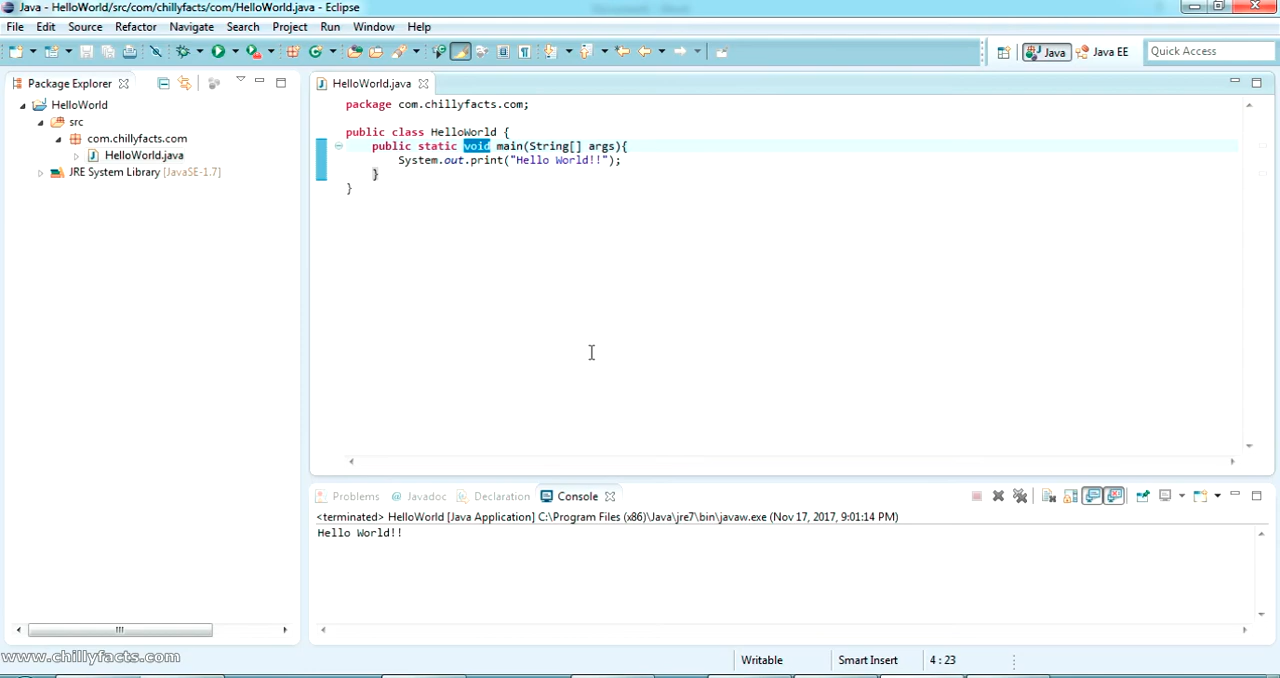 Java - HelloWorld/src/com/chillyfacts/com/HelloWorld.java - Eclipse
File Edit Source Refactor Navigate Search Project Run Window Help
Java Java EE Quick Access
Package Explorer
HelloWorld
src
com.chillyfacts.com
HelloWorld.java
JRE System Library [JavaSE-1.7]
HelloWorld.java
package com.chillyfacts.com;
public class HelloWorld {
public static void main(String[] args){
System.out.print("Hello World!!");
}
}
Problems @ Javadoc Declaration Console
<terminated> HelloWorld [Java Application] C:\Program Files (x86)\Java\jre7\bin\javaw.exe (Nov 17, 2017, 9:01:14 PM)
Hello World!!
www.chillyfacts.com
Writable Smart Insert 4 : 23